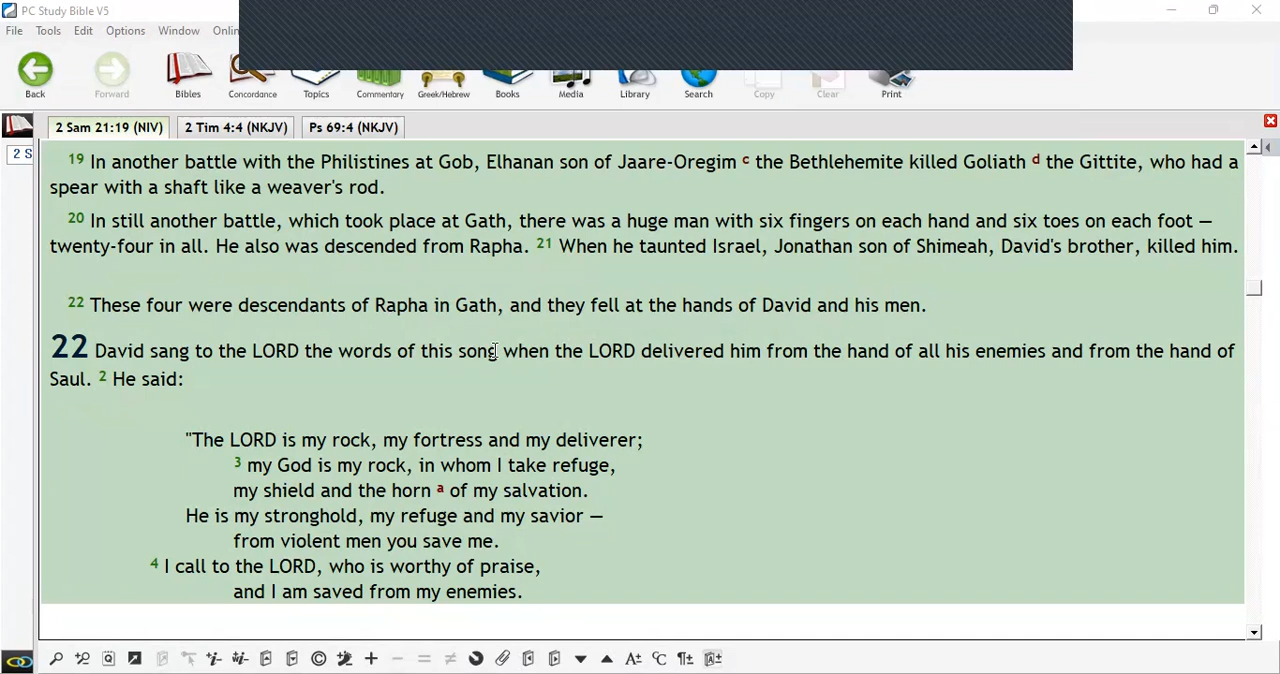 PC Study Bible V5
File Tools Edit Options Window Onlin
Back Forward Bibles Concordance Topics Commentary Greek/Hebrew Books Media Library Search Copy Clear Print
2 Sam 21:19 (NIV) 2 Tim 4:4 (NKJV) Ps 69:4 (NKJV)
2 S
19 In another battle with the Philistines at Gob, Elhanan son of Jaare-Oregim c the Bethlehemite killed Goliath d the Gittite, who had a
spear with a shaft like a weaver's rod.
20 In still another battle, which took place at Gath, there was a huge man with six fingers on each hand and six toes on each foot —
twenty-four in all. He also was descended from Rapha. 21 When he taunted Israel, Jonathan son of Shimeah, David's brother, killed him.
22 These four were descendants of Rapha in Gath, and they fell at the hands of David and his men.
22 David sang to the LORD the words of this song when the LORD delivered him from the hand of all his enemies and from the hand of
Saul. 2 He said:
"The LORD is my rock, my fortress and my deliverer;
3 my God is my rock, in whom I take refuge,
my shield and the horn a of my salvation.
He is my stronghold, my refuge and my savior —
from violent men you save me.
4 I call to the LORD, who is worthy of praise,
and I am saved from my enemies.